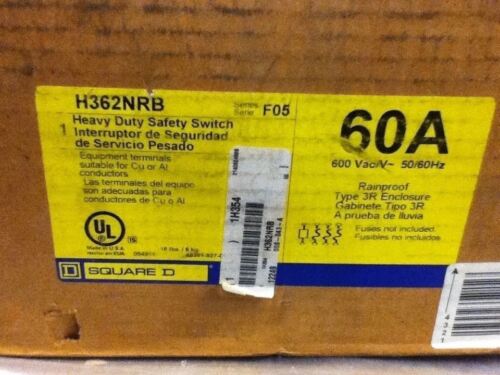 H362NRB
Series
Serie
F05
1
Heavy Duty Safety Switch
Interruptor de Seguridad
de Servicio Pesado
Equipment terminals
suitable for Cu or Al
conductors
Las terminales del equipo
son adecuadas para
conductores de Cu o Al
UL
Made in U.S.A.
60A
600 Vac/V~ 50/60Hz
Rainproof
Type 3R Enclosure
Gabinete Tipo 3R
A prueba de lluvia
Fuses not included.
Fusibles no incluidos.
1H364
H362NRB
12249
D SQUARE D